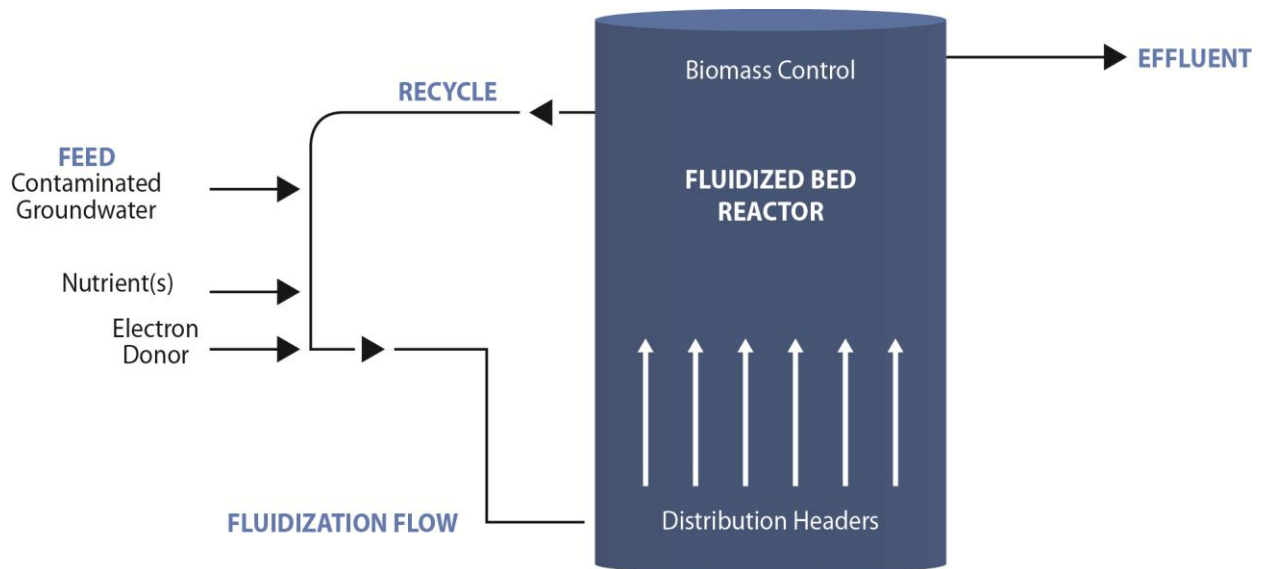 Biomass Control
EFFLUENT
RECYCLE
FEED
Contaminated
Groundwater
FLUIDIZED BED
REACTOR
Nutrient(s)
Electron
Donor
FLUIDIZATION FLOW
Distribution Headers